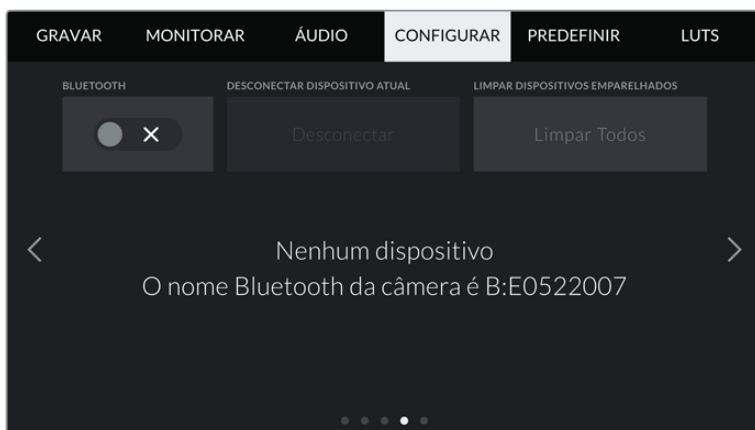 GRAVAR MONITORAR ÁUDIO CONFIGURAR PREDEFINIR LUTS
BLUETOOTH DESCONECTAR DISPOSITIVO ATUAL LIMPAR DISPOSITIVOS EMPARELHADOS
Desconectar Limpar Todos
Nenhum dispositivo
O nome Bluetooth da câmera é B:E0522007